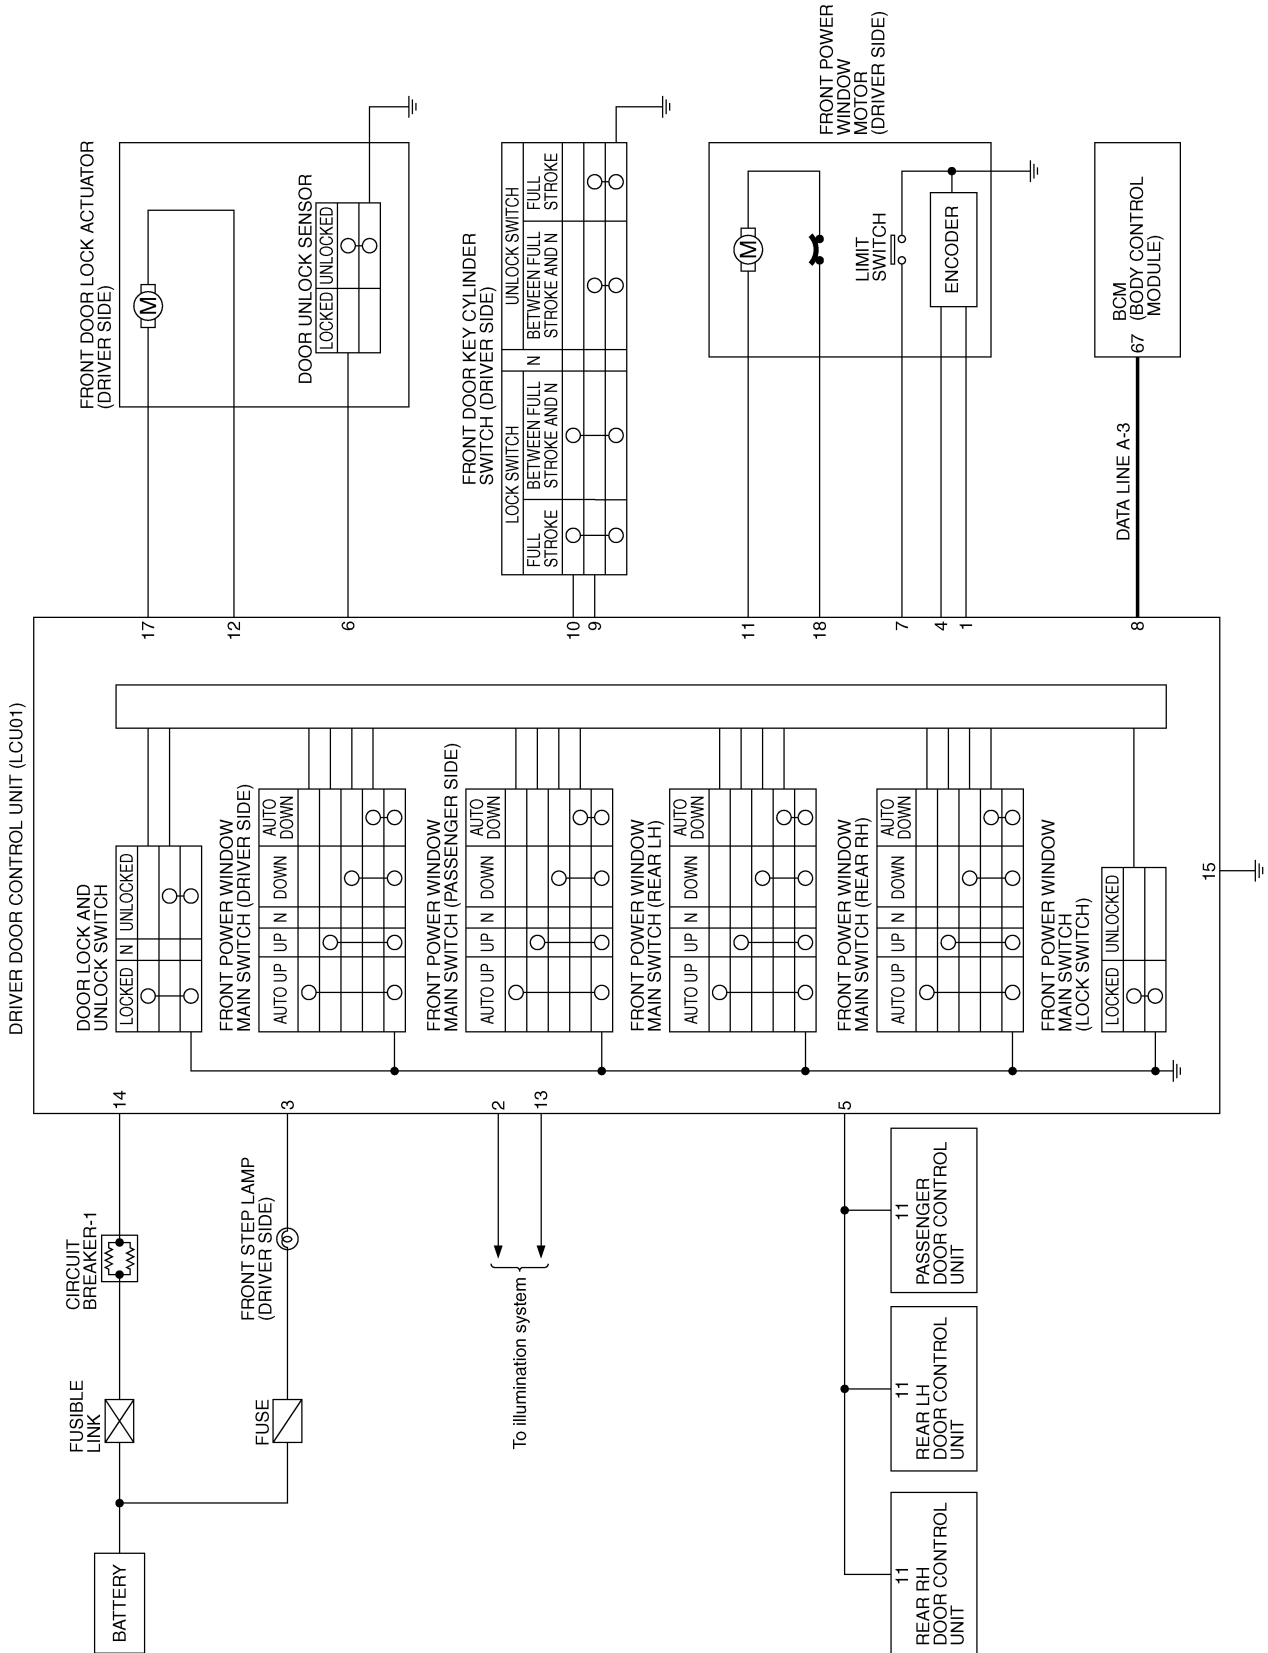 DRIVER DOOR CONTROL UNIT (LCU01)
BATTERY
FUSIBLE
LINK
CIRCUIT
BREAKER-1
14
FUSE
FRONT STEP LAMP
(DRIVER SIDE)
3
To illumination system
2
13
5
REAR RH
DOOR CONTROL
UNIT
11
REAR LH
DOOR CONTROL
UNIT
11
PASSENGER
DOOR CONTROL
UNIT
11
DOOR LOCK AND
UNLOCK SWITCH
LOCKED N UNLOCKED
FRONT POWER WINDOW
MAIN SWITCH (DRIVER SIDE)
AUTO UP UP N DOWN AUTO
DOWN
FRONT POWER WINDOW
MAIN SWITCH (PASSENGER SIDE)
AUTO UP UP N DOWN AUTO
DOWN
FRONT POWER WINDOW
MAIN SWITCH (REAR LH)
AUTO UP UP N DOWN AUTO
DOWN
FRONT POWER WINDOW
MAIN SWITCH (REAR RH)
AUTO UP UP N DOWN AUTO
DOWN
FRONT POWER WINDOW
MAIN SWITCH
(LOCK SWITCH)
LOCKED UNLOCKED
15
17
12
6
10
9
11
18
7
4
1
8
FRONT DOOR LOCK ACTUATOR
(DRIVER SIDE)
M
DOOR UNLOCK SENSOR
LOCKED UNLOCKED
FRONT DOOR KEY CYLINDER
SWITCH (DRIVER SIDE)
LOCK SWITCH N UNLOCK SWITCH
FULL
STROKE
BETWEEN FULL
STROKE AND N
BETWEEN FULL
STROKE AND N
FULL
STROKE
FRONT POWER
WINDOW
MOTOR
(DRIVER SIDE)
M
LIMIT
SWITCH
ENCODER
DATA LINE A-3
67
BCM
(BODY CONTROL
MODULE)